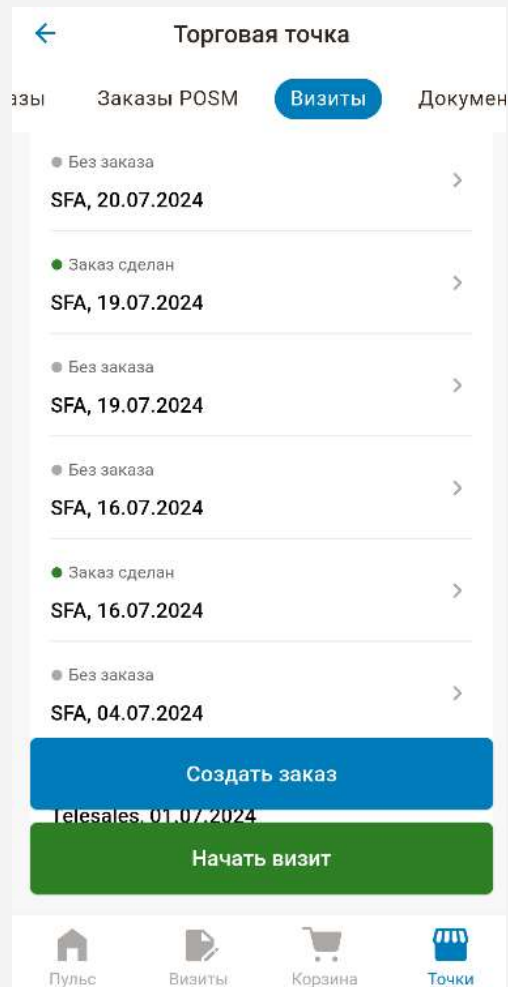 Торговая точка
азы Заказы POSM Визиты Докумен
Без заказа
SFA, 20.07.2024
Заказ сделан
SFA, 19.07.2024
Без заказа
SFA, 19.07.2024
Без заказа
SFA, 16.07.2024
Заказ сделан
SFA, 16.07.2024
Без заказа
SFA, 04.07.2024
Создать заказ
Telesales, 01.07.2024
Начать визит
Пульс Визиты Корзина Точки